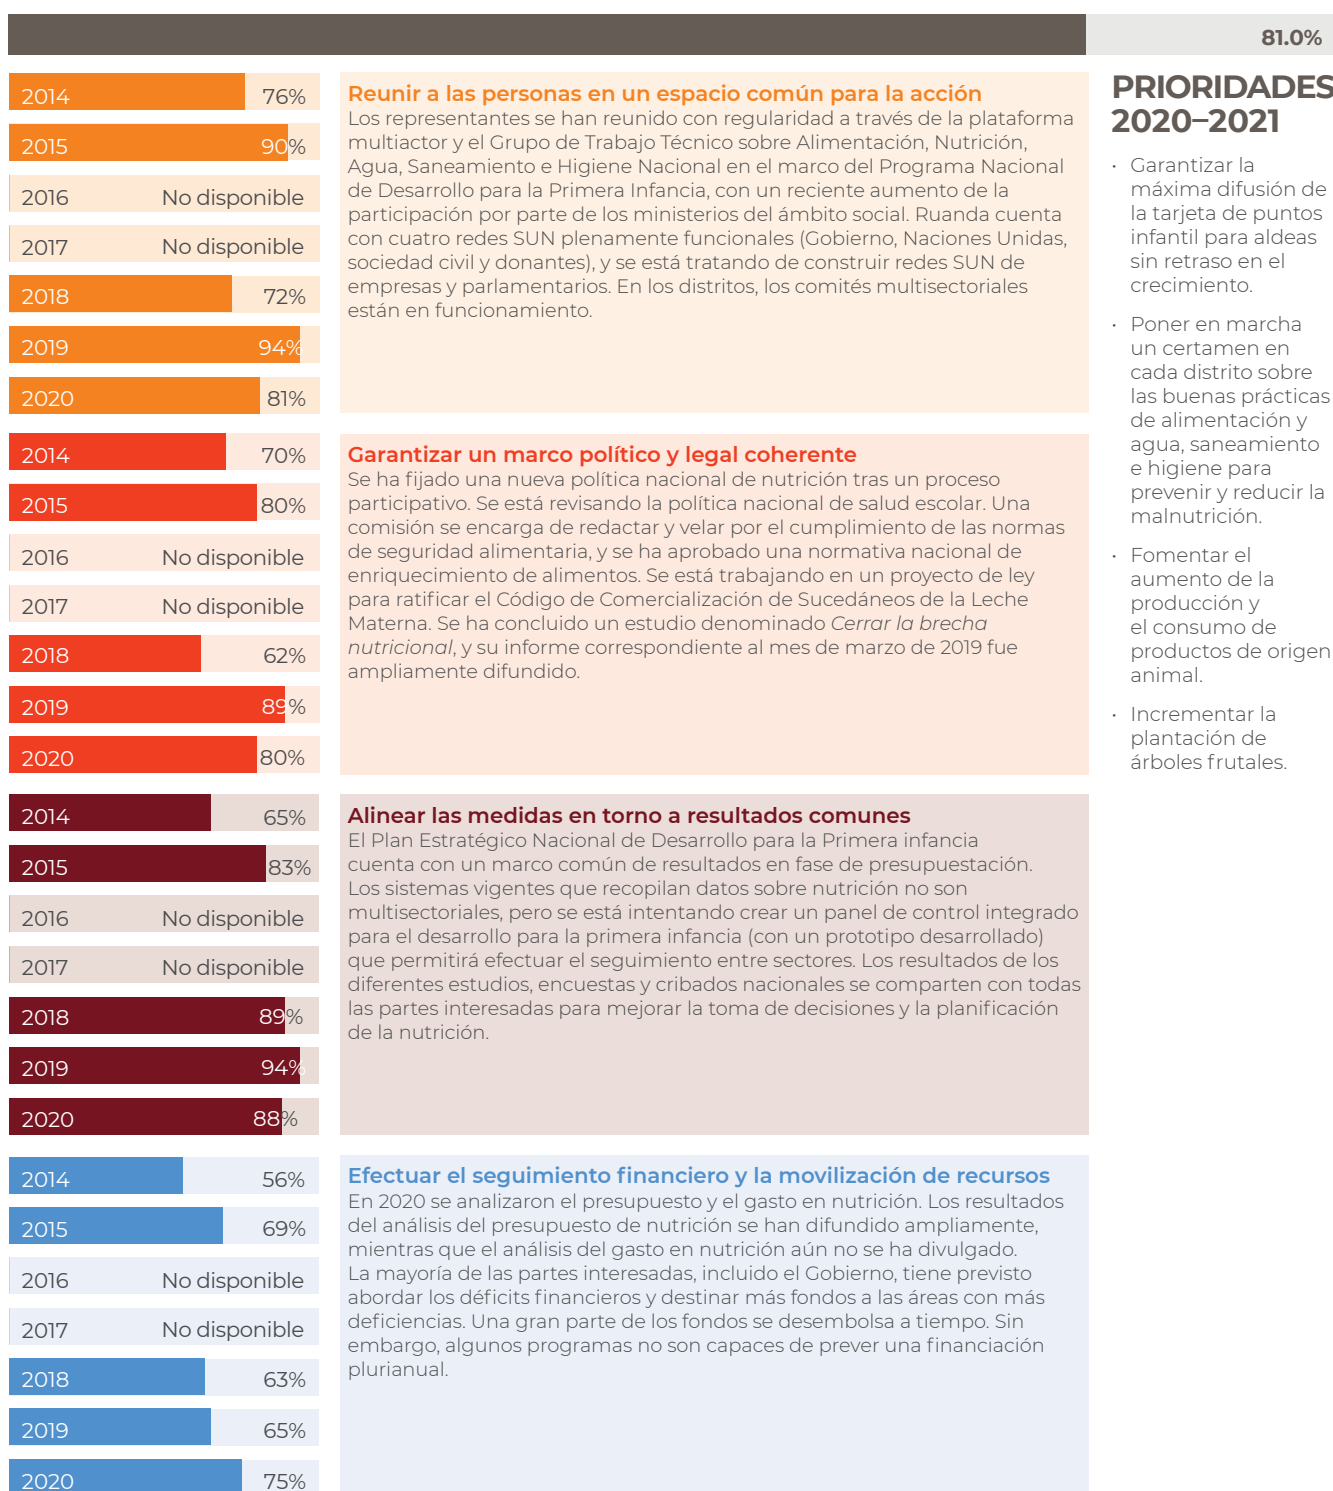 81.0%
2014 76%
2015 90%
2016 No disponible
2017 No disponible
2018 72%
2019 94%
2020 81%
Reunir a las personas en un espacio común para la acción
Los representantes se han reunido con regularidad a través de la plataforma
multiactor y el Grupo de Trabajo Técnico sobre Alimentación, Nutrición,
Agua, Saneamiento e Higiene Nacional en el marco del Programa Nacional
de Desarrollo para la Primera Infancia, con un reciente aumento de la
participación por parte de los ministerios del ámbito social. Ruanda cuenta
con cuatro redes SUN plenamente funcionales (Gobierno, Naciones Unidas,
sociedad civil y donantes), y se está tratando de construir redes SUN de
empresas y parlamentarios. En los distritos, los comités multisectoriales
están en funcionamiento.
2014 70%
2015 80%
2016 No disponible
2017 No disponible
2018 62%
2019 89%
2020 80%
Garantizar un marco político y legal coherente
Se ha fijado una nueva política nacional de nutrición tras un proceso
participativo. Se está revisando la política nacional de salud escolar. Una
comisión se encarga de redactar y velar por el cumplimiento de las normas
de seguridad alimentaria, y se ha aprobado una normativa nacional de
enriquecimiento de alimentos. Se está trabajando en un proyecto de ley
para ratificar el Código de Comercialización de Sucedáneos de la Leche
Materna. Se ha concluido un estudio denominado Cerrar la brecha
nutricional, y su informe correspondiente al mes de marzo de 2019 fue
ampliamente difundido.
2014 65%
2015 83%
2016 No disponible
2017 No disponible
2018 89%
2019 94%
2020 88%
Alinear las medidas en torno a resultados comunes
El Plan Estratégico Nacional de Desarrollo para la Primera infancia
cuenta con un marco común de resultados en fase de presupuestación.
Los sistemas vigentes que recopilan datos sobre nutrición no son
multisectoriales, pero se está intentando crear un panel de control integrado
para el desarrollo para la primera infancia (con un prototipo desarrollado)
que permitirá efectuar el seguimiento entre sectores. Los resultados de los
diferentes estudios, encuestas y cribados nacionales se comparten con todas
las partes interesadas para mejorar la toma de decisiones y la planificación
de la nutrición.
2014 56%
2015 69%
2016 No disponible
2017 No disponible
2018 63%
2019 65%
2020 75%
Efectuar el seguimiento financiero y la movilización de recursos
En 2020 se analizaron el presupuesto y el gasto en nutrición. Los resultados
del análisis del presupuesto de nutrición se han difundido ampliamente,
mientras que el análisis del gasto en nutrición aún no se ha divulgado.
La mayoría de las partes interesadas, incluido el Gobierno, tiene previsto
abordar los déficits financieros y destinar más fondos a las áreas con más
deficiencias. Una gran parte de los fondos se desembolsa a tiempo. Sin
embargo, algunos programas no son capaces de prever una financiación
plurianual.
PRIORIDADES
2020–2021
• Garantizar la
máxima difusión de
la tarjeta de puntos
infantil para aldeas
sin retraso en el
crecimiento.
• Poner en marcha
un certamen en
cada distrito sobre
las buenas prácticas
de alimentación y
agua, saneamiento
e higiene para
prevenir y reducir la
malnutrición.
• Fomentar el
aumento de la
producción y
el consumo de
productos de origen
animal.
• Incrementar la
plantación de
árboles frutales.